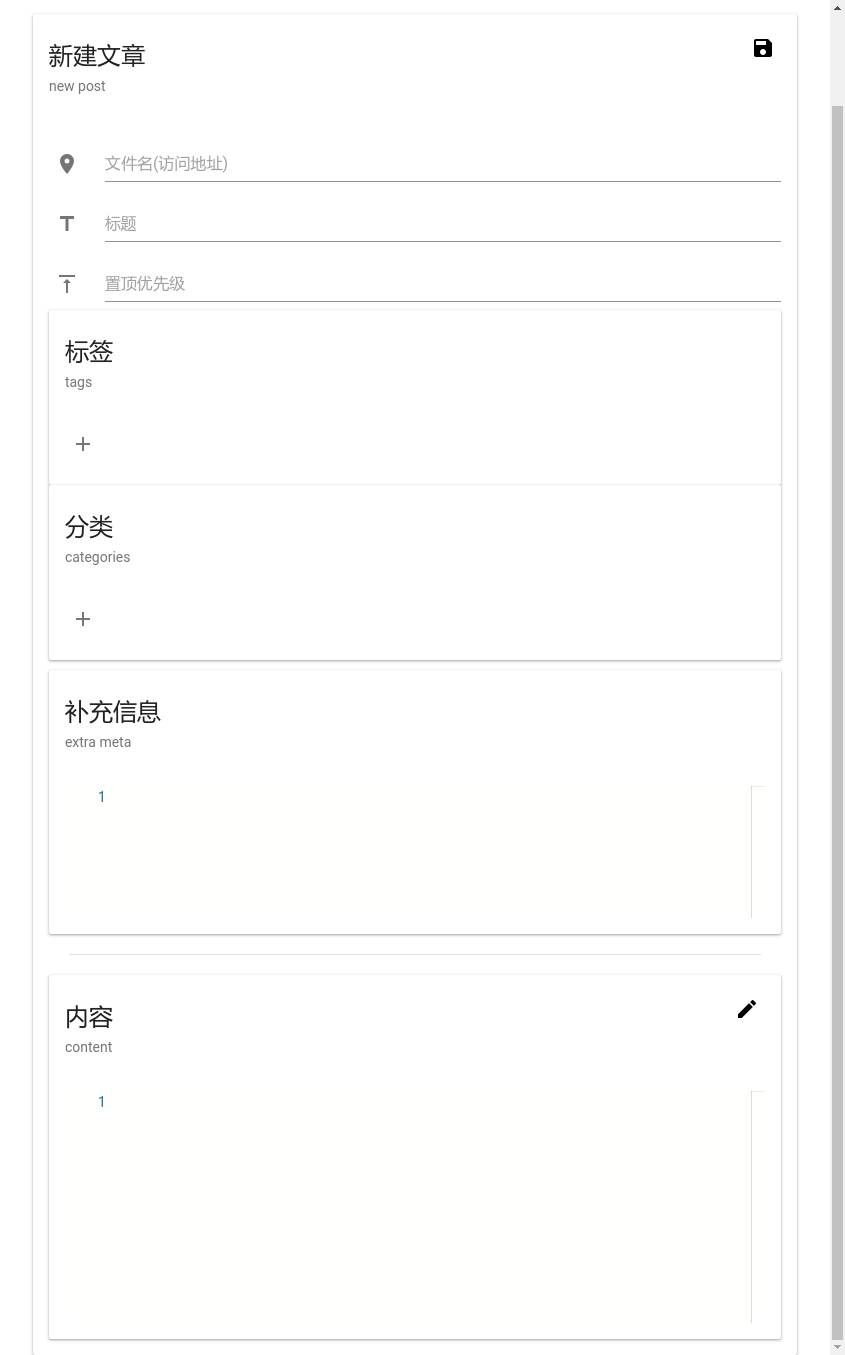 新建文章
new post
文件名(访问地址)
标题
置顶优先级
标签
tags
分类
categories
补充信息
extra meta
1
内容
content
1